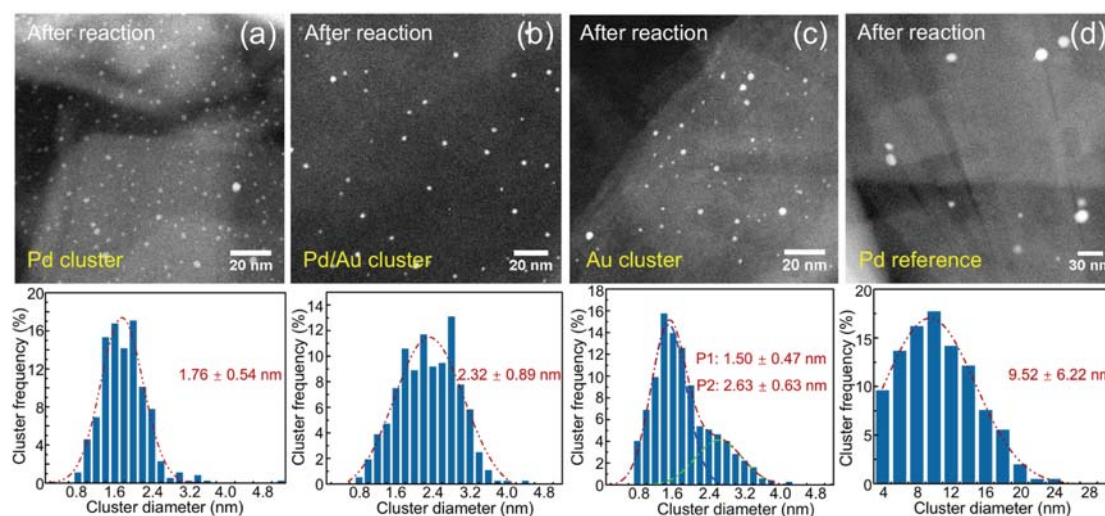 After reaction (a)
Pd cluster
20 nm
After reaction (b)
Pd/Au cluster
20 nm
After reaction (c)
Au cluster
20 nm
After reaction (d)
Pd reference
30 nm
20
16
12
8
4
0
Cluster frequency (%)
1.76 ± 0.54 nm
0.8 1.6 2.4 3.2 4.0 4.8
Cluster diameter (nm)
14
12
10
8
6
4
2
0
Cluster frequency (%)
2.32 ± 0.89 nm
0.8 1.6 2.4 3.2 4.0 4.8
Cluster diameter (nm)
18
16
14
12
10
8
6
4
2
0
Cluster frequency (%)
P1: 1.50 ± 0.47 nm
P2: 2.63 ± 0.63 nm
0.8 1.6 2.4 3.2 4.0 4.8
Cluster diameter (nm)
20
15
10
5
0
Cluster frequency (%)
9.52 ± 6.22 nm
4 8 12 16 20 24 28
Cluster diameter (nm)